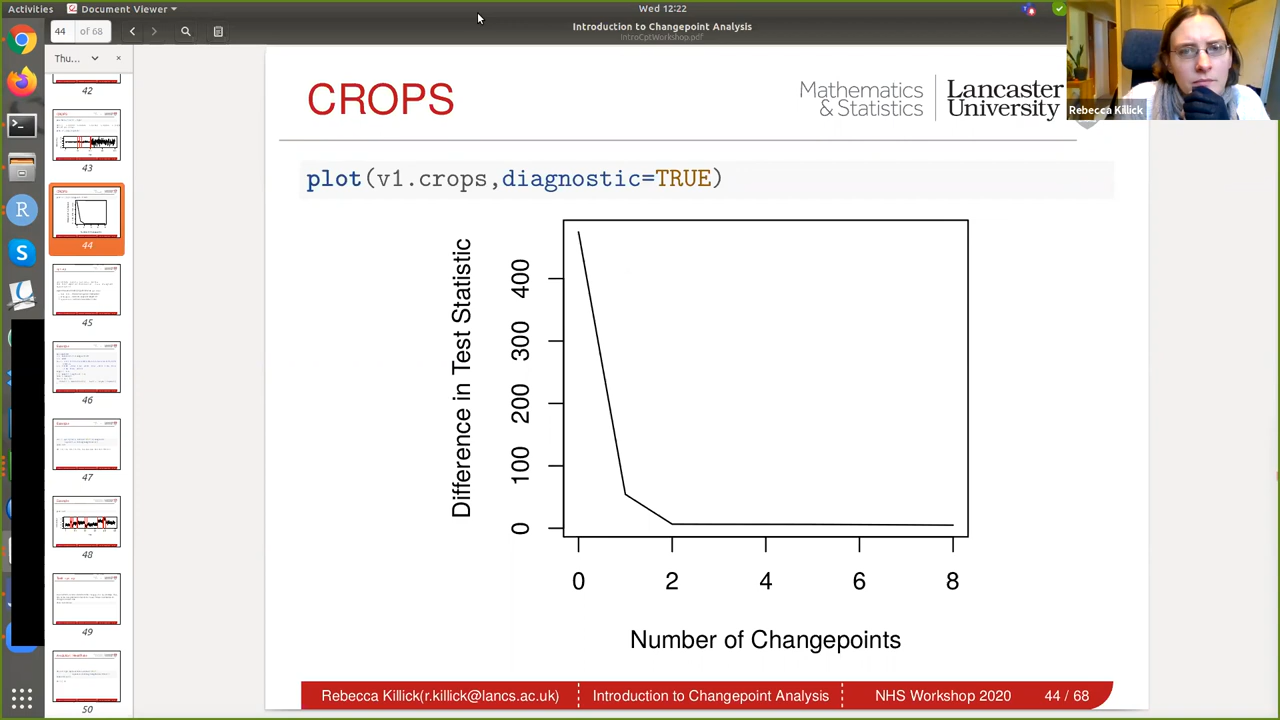 Activities
Document Viewer
Wed 12:22
44
of 68
Introduction to Changepoint Analysis
IntroCptWorkshop.pdf
Thu...
42
43
44
45
46
47
48
49
50
Rebecca Killick
CROPS
Mathematics
& Statistics
Lancaster
University
plot(v1.crops,diagnostic=TRUE)
Difference in Test Statistic
400
300
200
100
0
0 2 4 6 8
Number of Changepoints
Rebecca Killick(r.killick@lancs.ac.uk)
Introduction to Changepoint Analysis
NHS Workshop 2020
44 / 68